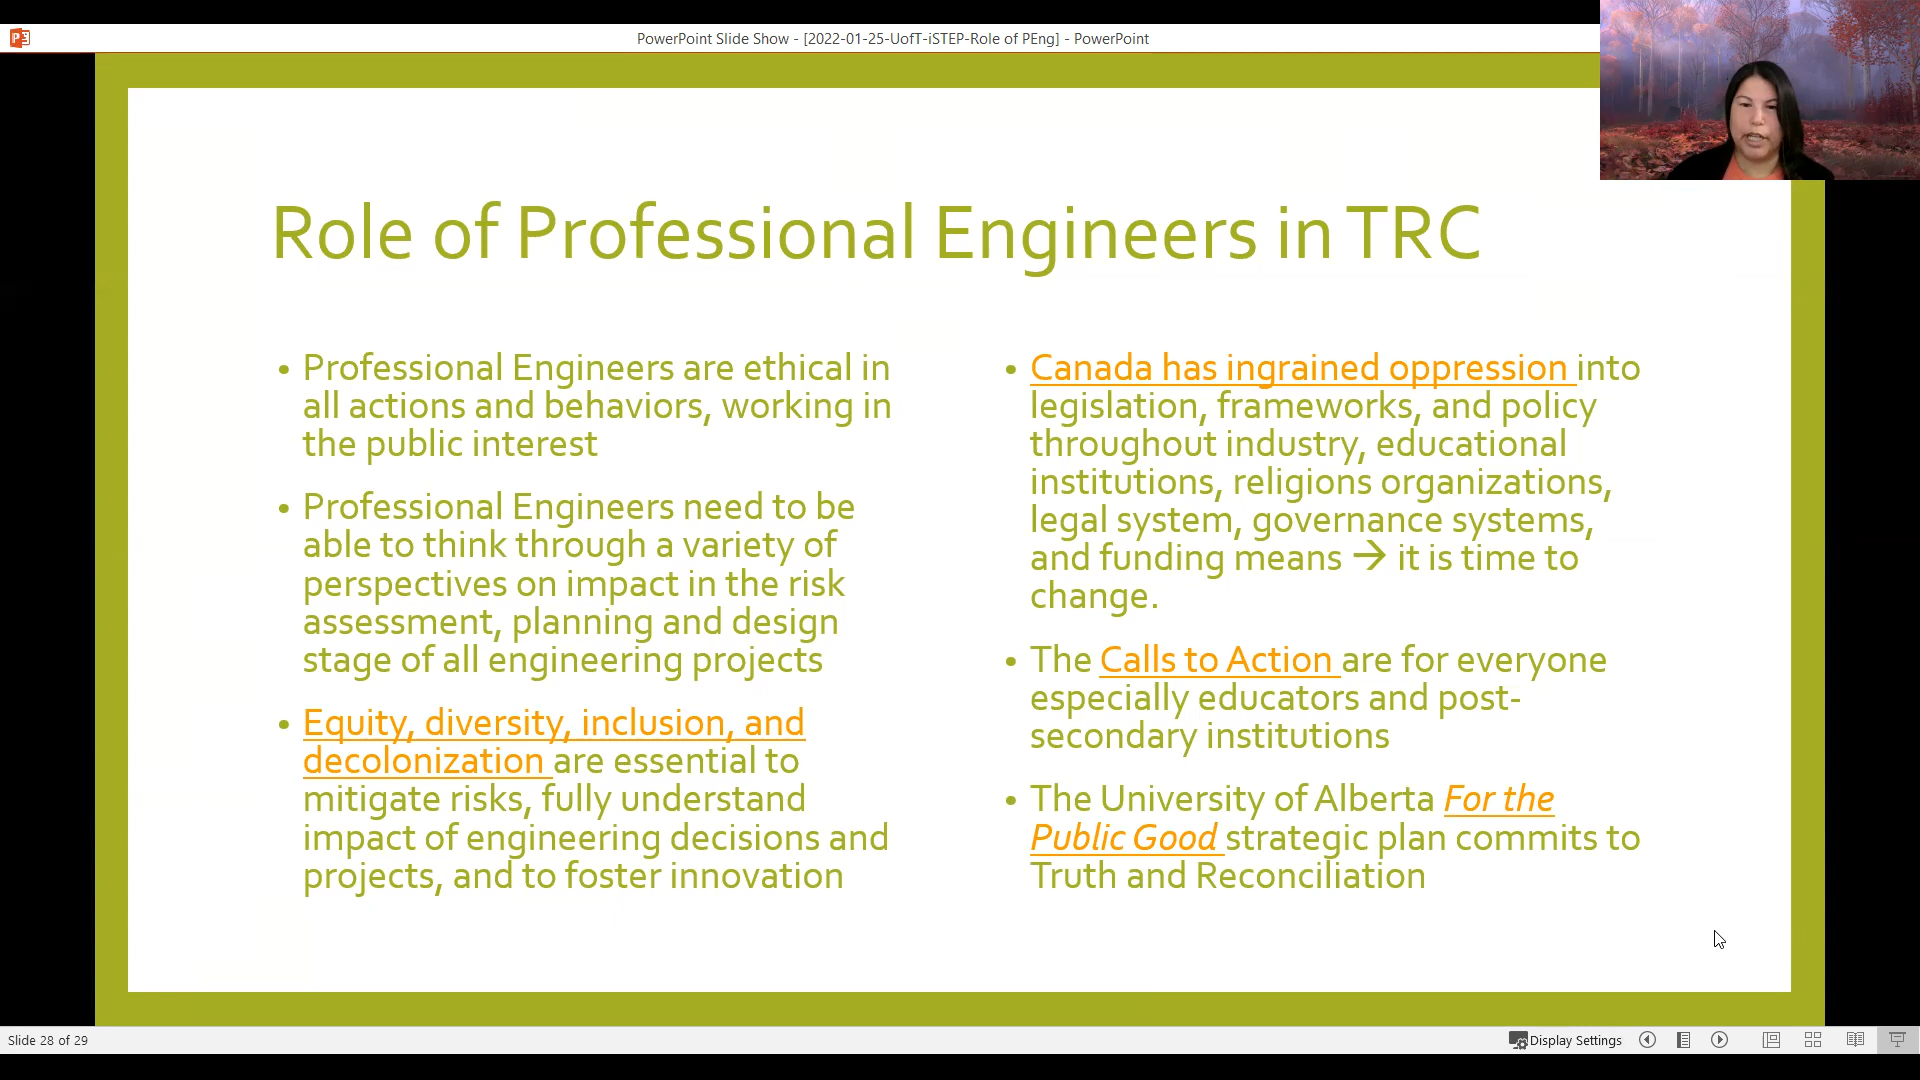 PowerPoint Slide Show - [2022-01-25-UofT-iSTEP-Role of PEng] - PowerPoint
Role of Professional Engineers in TRC
• Professional Engineers are ethical in
all actions and behaviors, working in
the public interest
• Professional Engineers need to be
able to think through a variety of
perspectives on impact in the risk
assessment, planning and design
stage of all engineering projects
• Equity, diversity, inclusion, and
decolonization are essential to
mitigate risks, fully understand
impact of engineering decisions and
projects, and to foster innovation
• Canada has ingrained oppression into
legislation, frameworks, and policy
throughout industry, educational
institutions, religions organizations,
legal system, governance systems,
and funding means → it is time to
change.
• The Calls to Action are for everyone
especially educators and post-
secondary institutions
• The University of Alberta For the
Public Good strategic plan commits to
Truth and Reconciliation
Slide 28 of 29
Display Settings